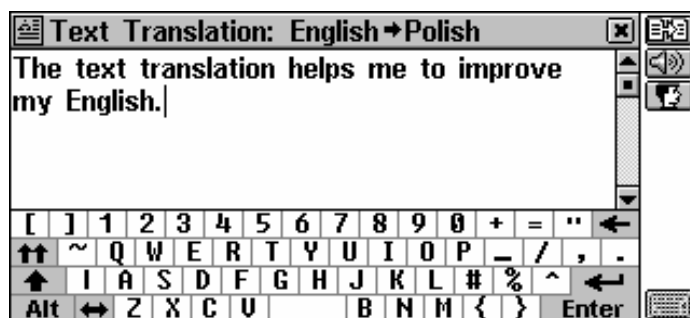 Text Translation: English➔Polish
The text translation helps me to improve
my English.
[ ] 1 2 3 4 5 6 7 8 9 0 + = " ←
~ Q W E R T Y U I O P _ / , .
| A S D F G H J K L # % ^ ↵
Alt ↔ Z X C V B N M { } Enter